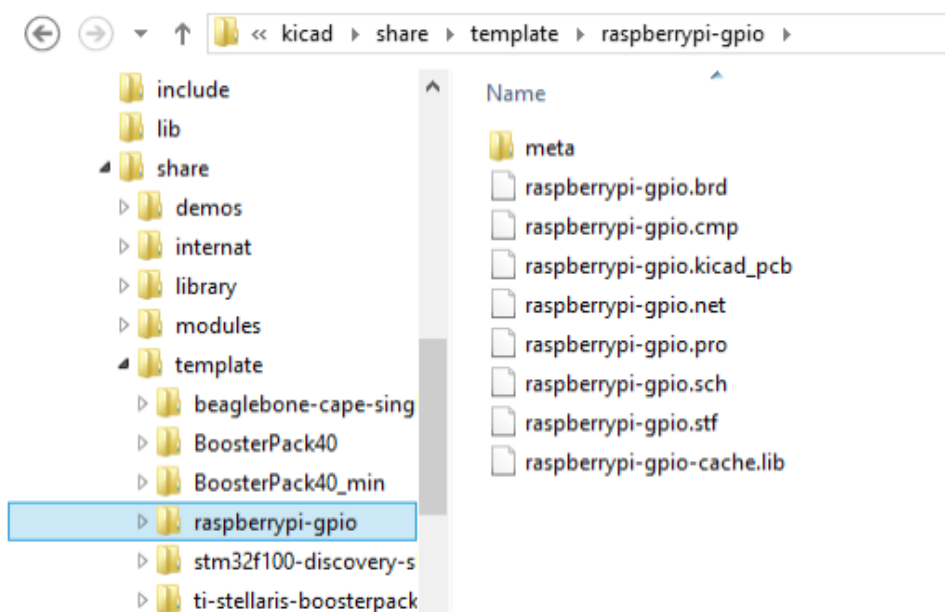 « kicad share template raspberrypi-gpio
include
lib
share
demos
internat
library
modules
template
beaglebone-cape-sing
BoosterPack40
BoosterPack40_min
raspberrypi-gpio
stm32f100-discovery-s
ti-stellaris-boosterpack
Name
meta
raspberrypi-gpio.brd
raspberrypi-gpio.cmp
raspberrypi-gpio.kicad_pcb
raspberrypi-gpio.net
raspberrypi-gpio.pro
raspberrypi-gpio.sch
raspberrypi-gpio.stf
raspberrypi-gpio-cache.lib